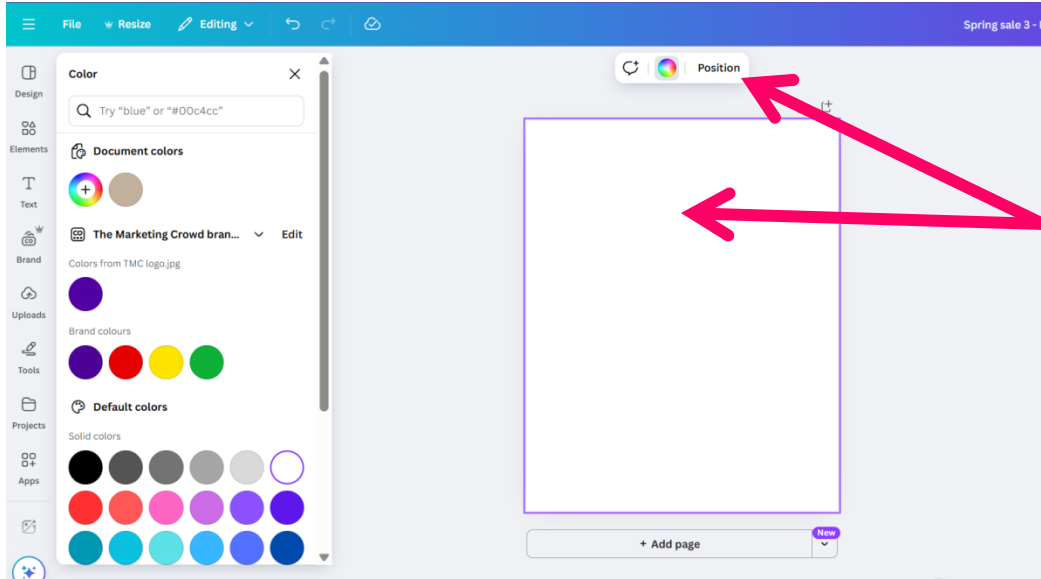 File
Resize
Editing
Spring sale 3 -
Design
Elements
Text
Brand
Uploads
Tools
Projects
Apps
Color
Try “blue” or “#00c4cc”
Document colors
The Marketing Crowd bran...
Edit
Colors from TMC logo.jpg
Brand colours
Default colors
Solid colors
Position
+ Add page
New